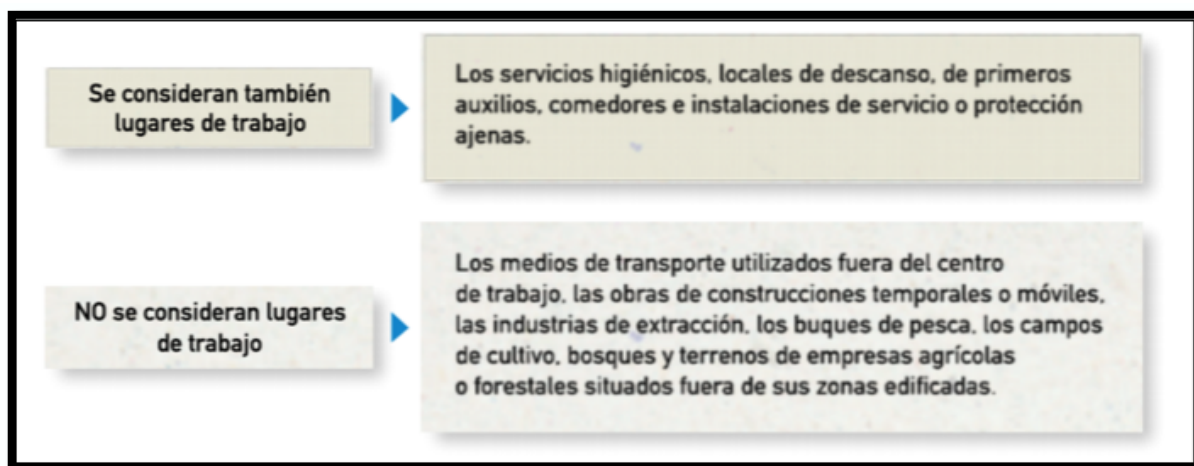 Se consideran también
lugares de trabajo
Los servicios higiénicos, locales de descanso, de primeros
auxilios, comedores e instalaciones de servicio o protección
ajenas.
NO se consideran lugares
de trabajo
Los medios de transporte utilizados fuera del centro
de trabajo, las obras de construcciones temporales o móviles,
las industrias de extracción, los buques de pesca, los campos
de cultivo, bosques y terrenos de empresas agrícolas
o forestales situados fuera de sus zonas edificadas.